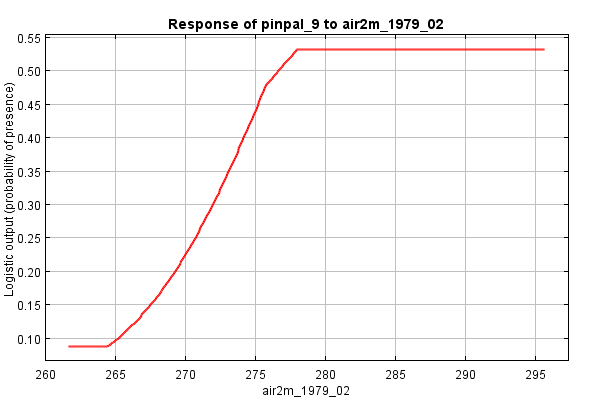 Response of pinpal_9 to air2m_1979_02
Logistic output (probability of presence)
0.55
0.50
0.45
0.40
0.35
0.30
0.25
0.20
0.15
0.10
260 265 270 275 280 285 290 295
air2m_1979_02